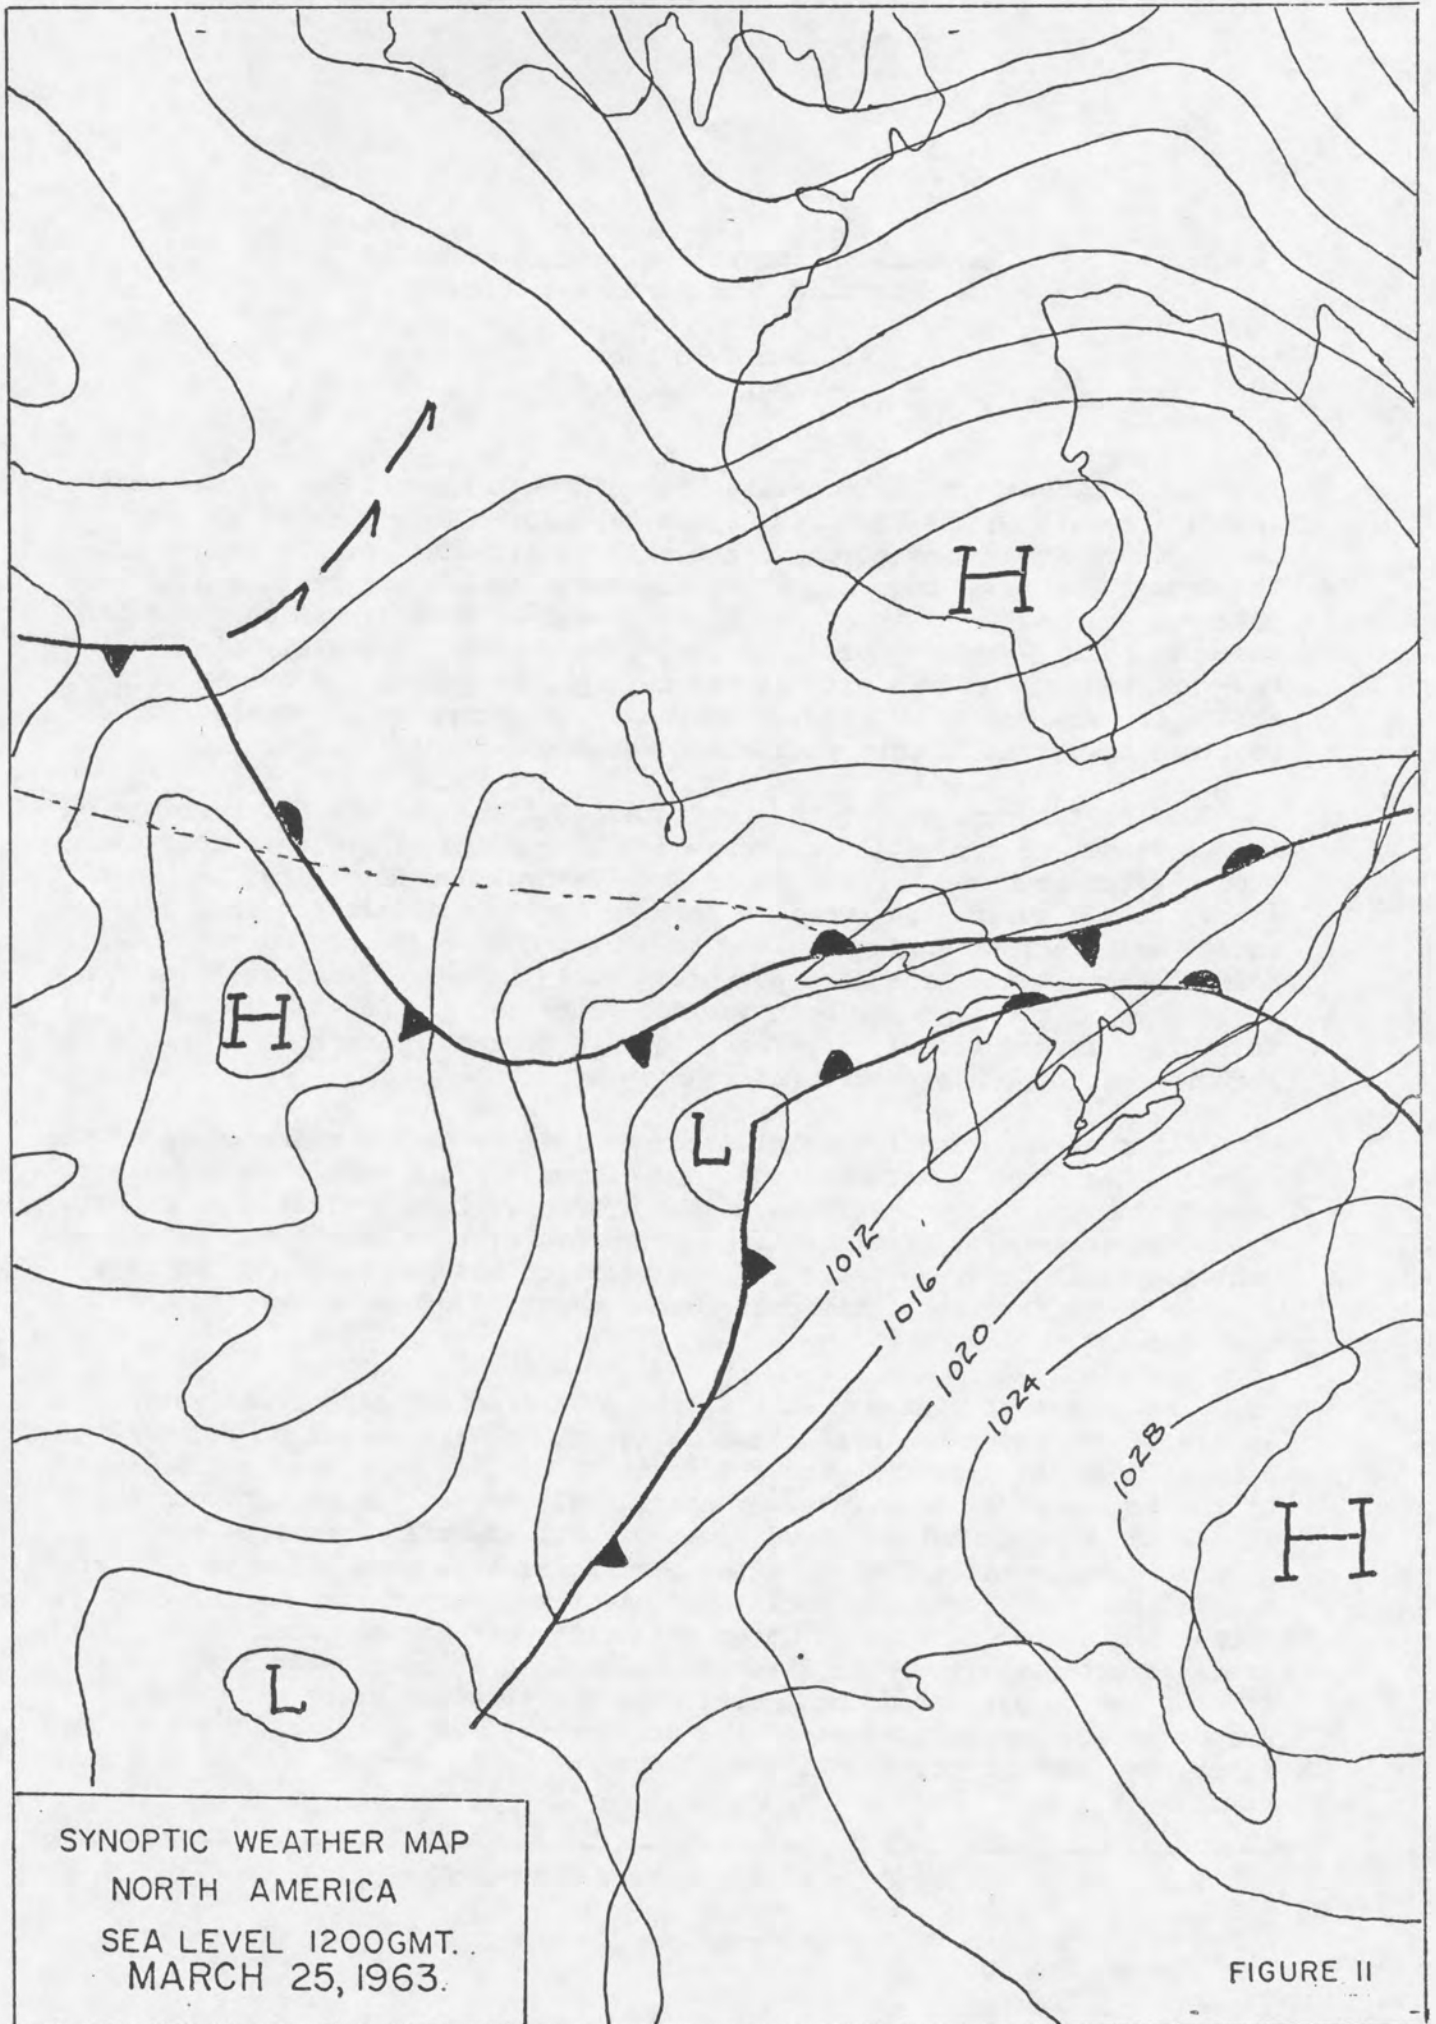 H
H
L
1012
1016
1020
1024
1028
H
L
SYNOPTIC WEATHER MAP
NORTH AMERICA
SEA LEVEL 1200GMT..
MARCH 25, 1963.
FIGURE II